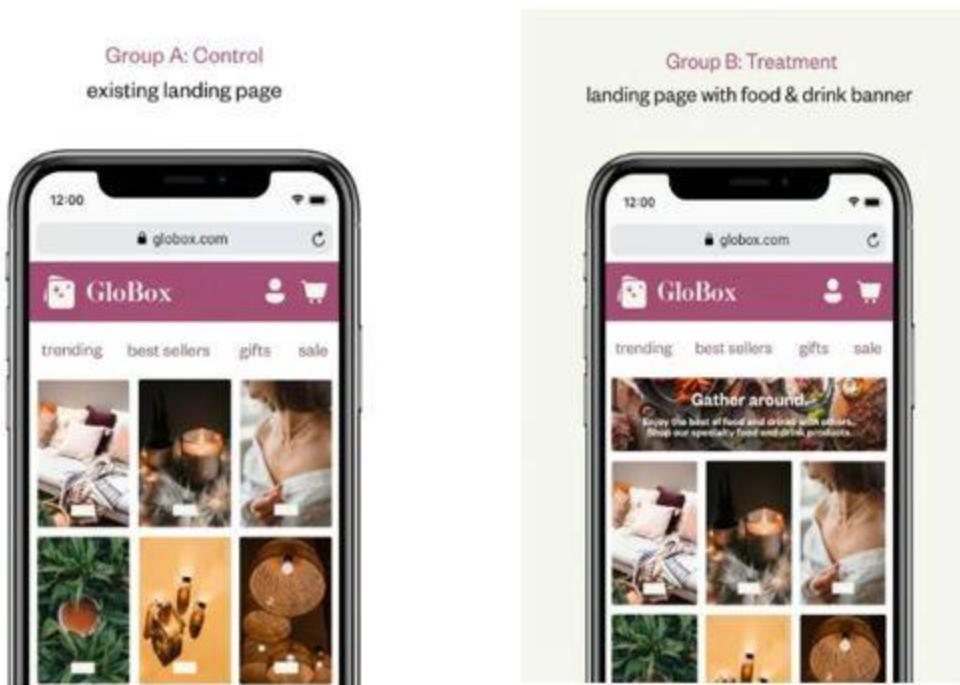 Group A: Control
existing landing page
12:00
globox.com
GloBox
trending best sellers gifts sale
Group B: Treatment
landing page with food & drink banner
12:00
globox.com
GloBox
trending best sellers gifts sale
Gather around.
Enjoy the best of food and drinks with others.
Shop our specialty food and drink products.